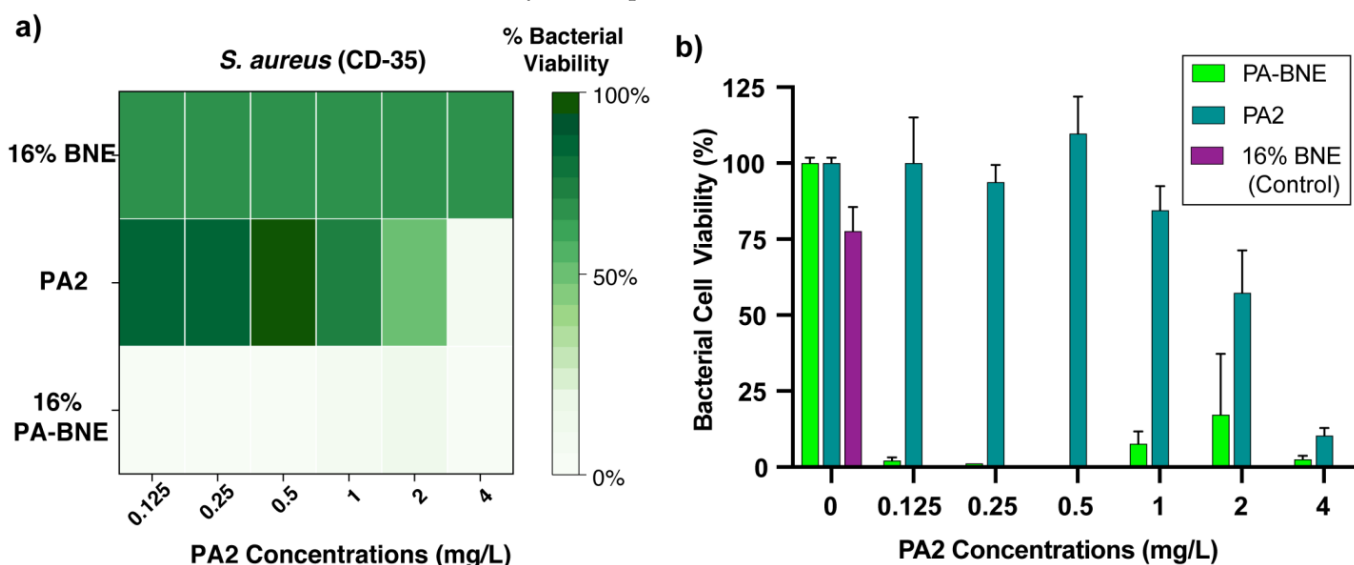 a)
S. aureus (CD-35)
% Bacterial
Viability
16% BNE
PA2
16%
PA-BNE
100%
50%
0%
0.125
0.25
0.5
1
2
4
PA2 Concentrations (mg/L)
b)
PA-BNE
PA2
16% BNE
(Control)
Bacterial Cell Viability (%)
125
100
75
50
25
0
0
0.125
0.25
0.5
1
2
4
PA2 Concentrations (mg/L)